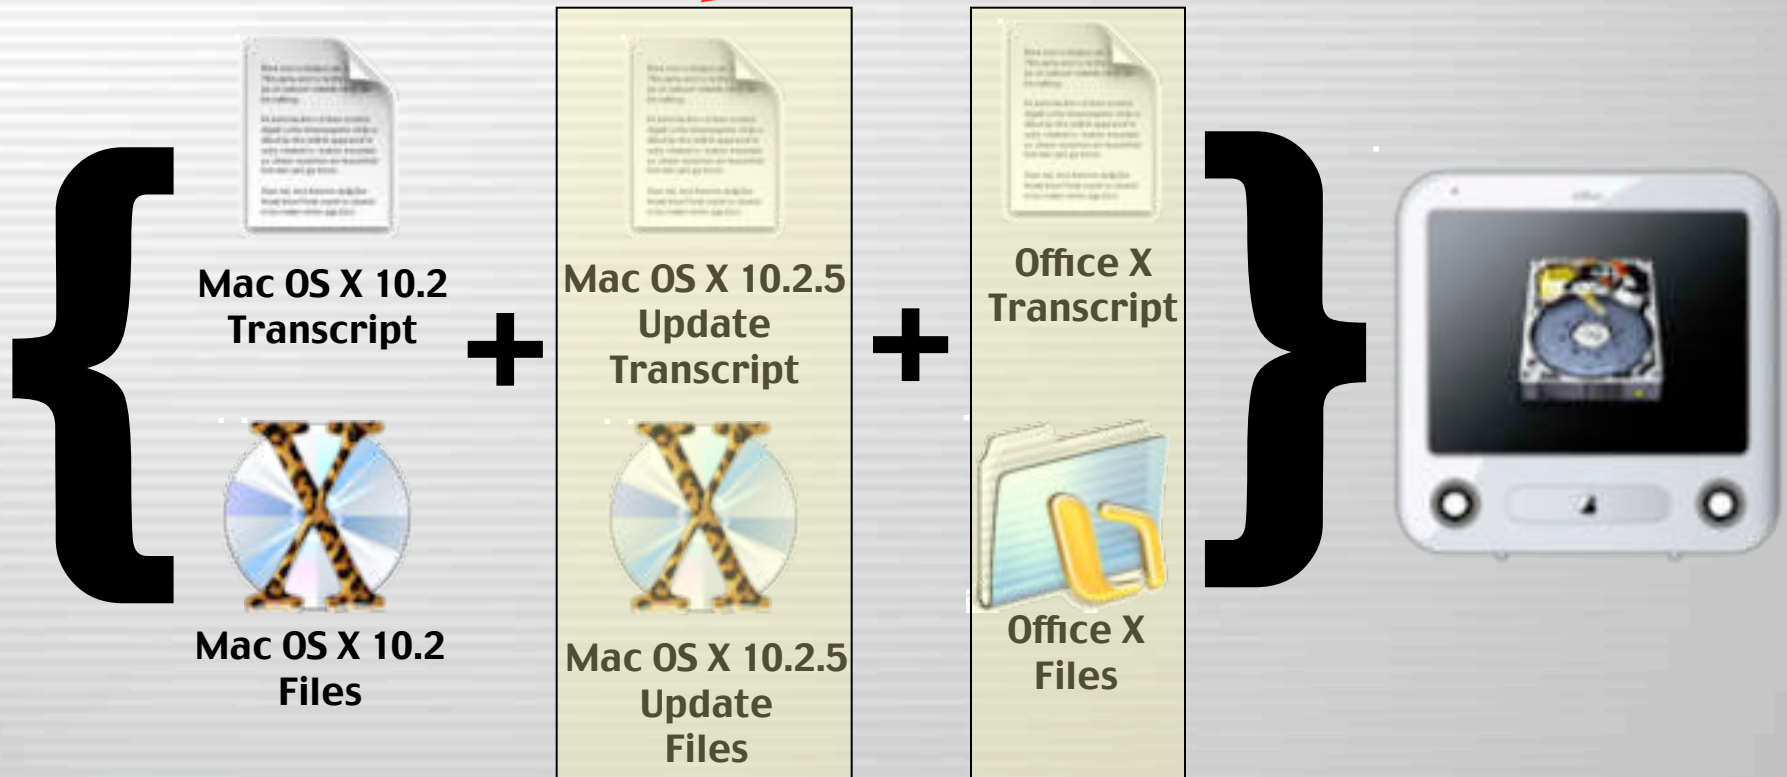 Mac OS X 10.2
Transcript
+
Mac OS X 10.2.5
Update
Transcript
+
Office X
Transcript
Mac OS X 10.2
Files
Mac OS X 10.2.5
Update
Files
Office X
Files